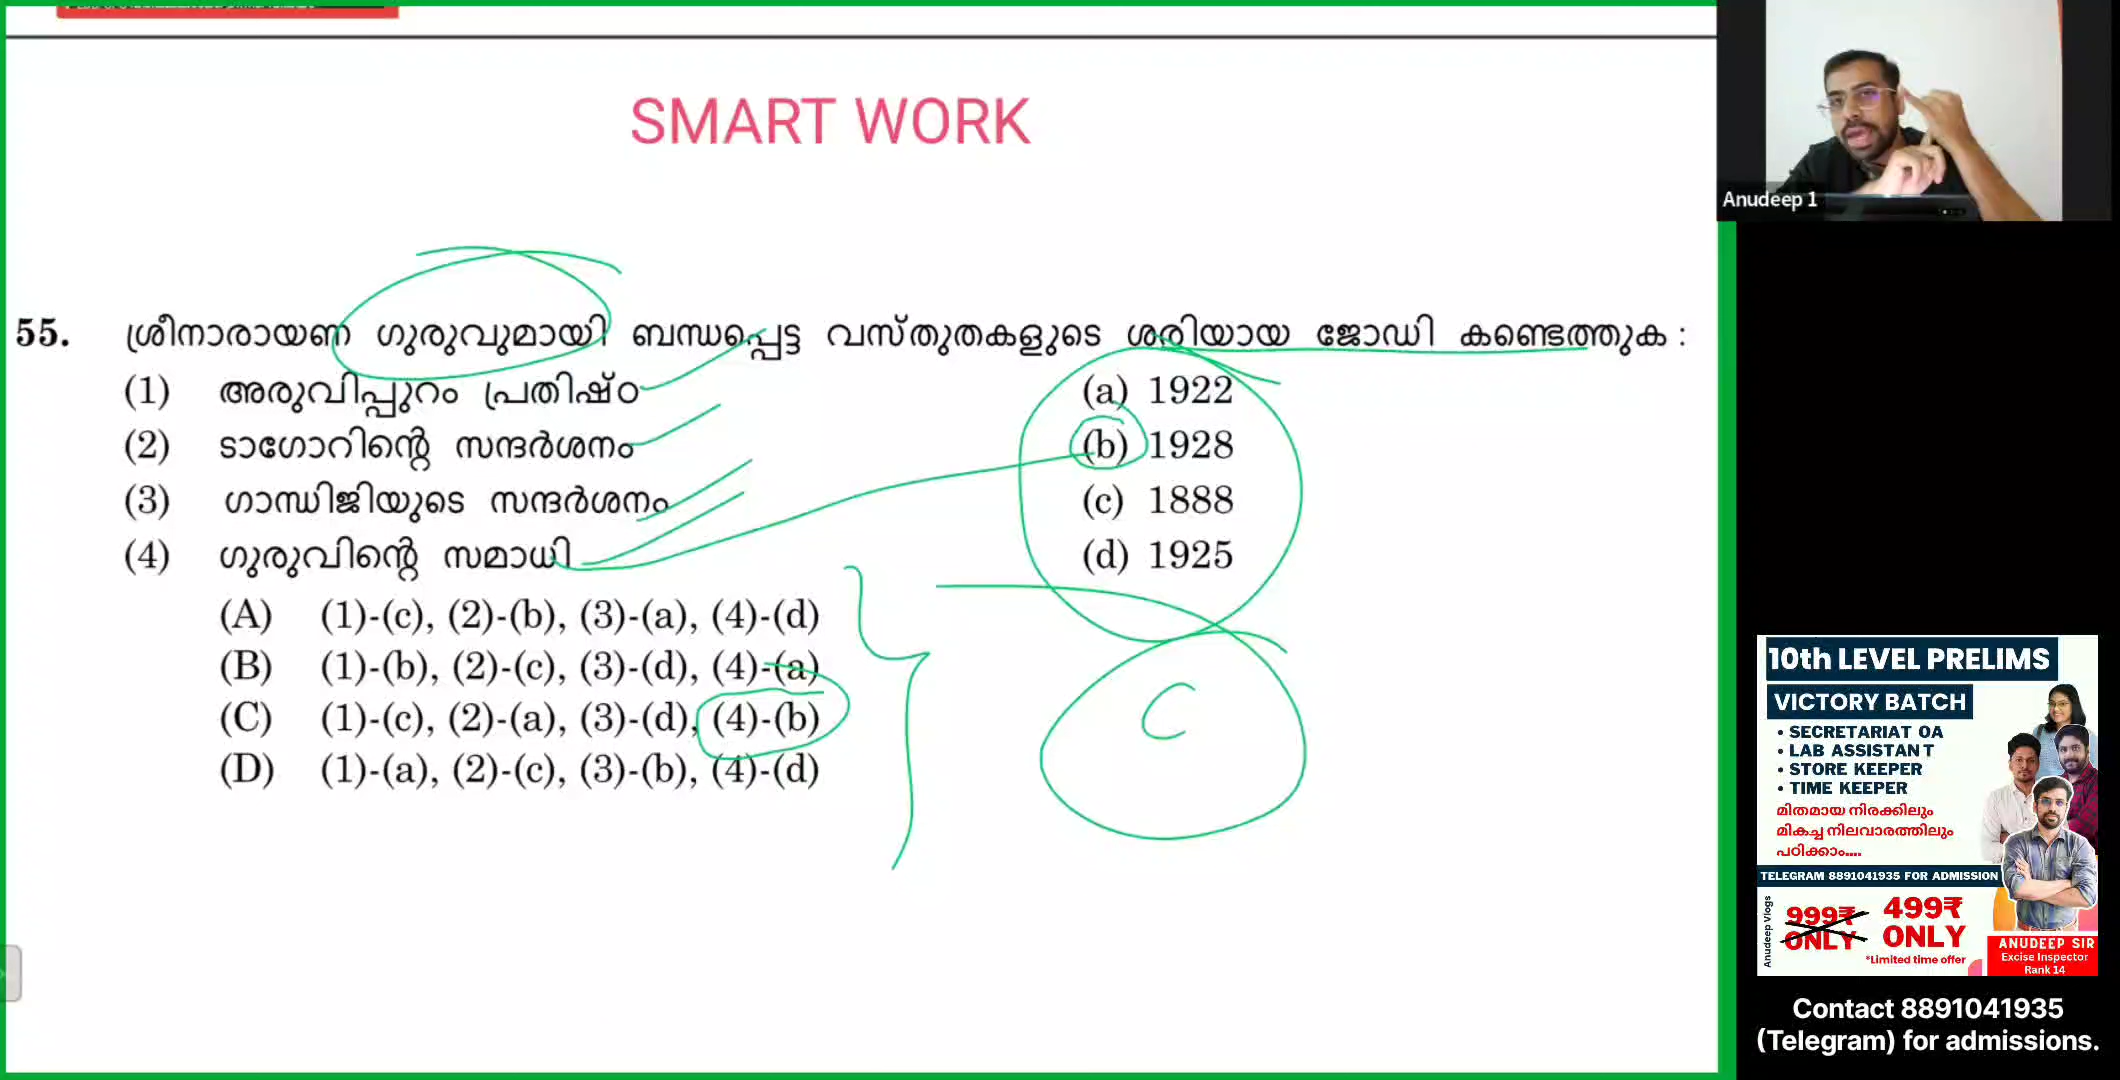 SMART WORK
Anudeep 1
55. ശ്രീനാരായണ ഗുരുവുമായി ബന്ധപ്പെട്ട വസ്തുതകളുടെ ശരിയായ ജോഡി കണ്ടെത്തുക :
(1) അരുവിപ്പുറം പ്രതിഷ്ഠ (a) 1922
(2) ടാഗോറിന്റെ സന്ദർശനം (b) 1928
(3) ഗാന്ധിജിയുടെ സന്ദർശനം (c) 1888
(4) ഗുരുവിന്റെ സമാധി (d) 1925
(A) (1)-(c), (2)-(b), (3)-(a), (4)-(d)
(B) (1)-(b), (2)-(c), (3)-(d), (4)-(a)
(C) (1)-(c), (2)-(a), (3)-(d), (4)-(b)
(D) (1)-(a), (2)-(c), (3)-(b), (4)-(d)
C
10th LEVEL PRELIMS
VICTORY BATCH
• SECRETARIAT OA
• LAB ASSISTANT
• STORE KEEPER
• TIME KEEPER
മിതമായ നിരക്കിലും
മികച്ച നിലവാരത്തിലും
പഠിക്കാം....
TELEGRAM 8891041935 FOR ADMISSION
Anudeep Vlogs
999₹ ONLY
499₹ ONLY
*Limited time offer
ANUDEEP SIR
Excise Inspector
Rank 14
Contact 8891041935
(Telegram) for admissions.